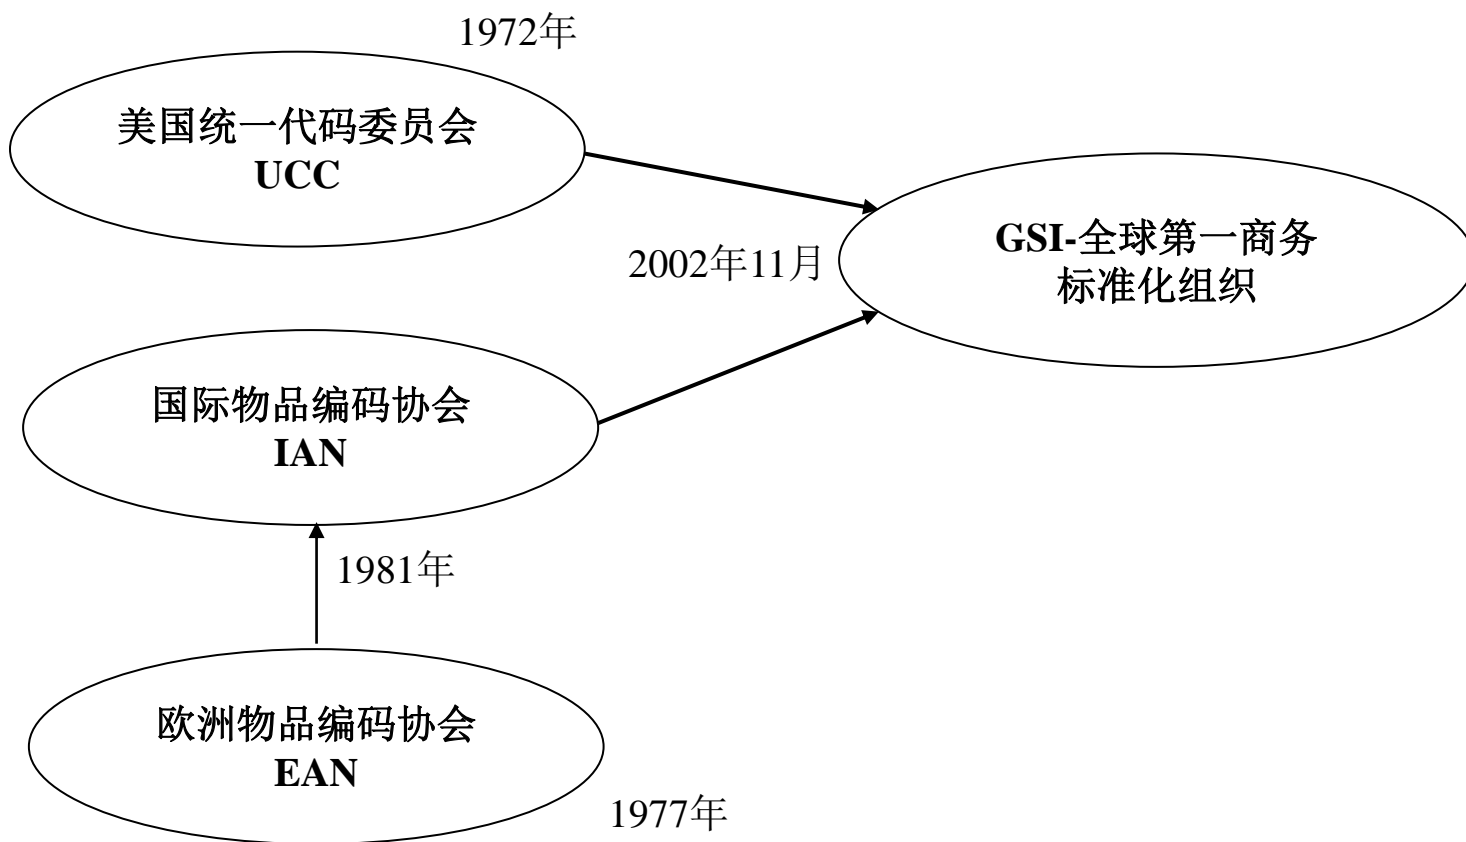 1972年
美国统一代码委员会
UCC
GSI-全球第一商务
标准化组织
2002年11月
国际物品编码协会
IAN
1981年
欧洲物品编码协会
EAN
1977年